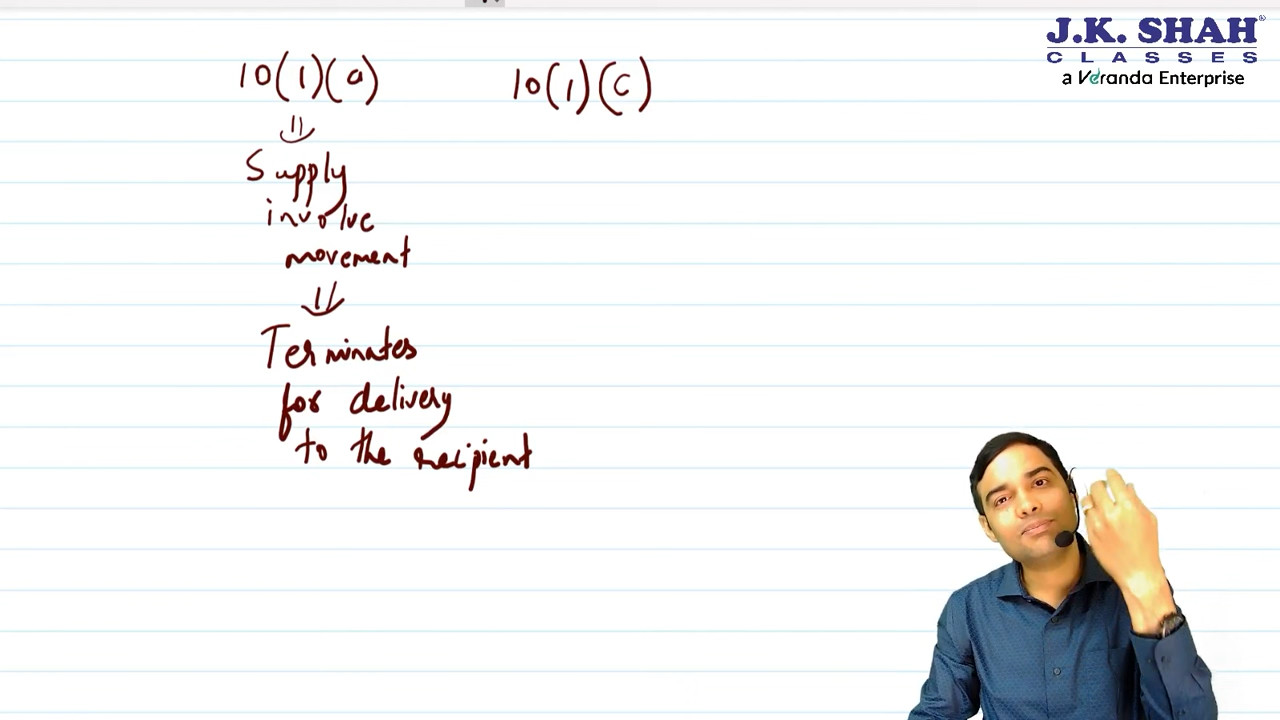 J.K. SHAH®
CLASSES
a Veranda Enterprise
10(1)(a) 10(1)(c)
Supply
involve
movement
Terminates
for delivery
to the recipient